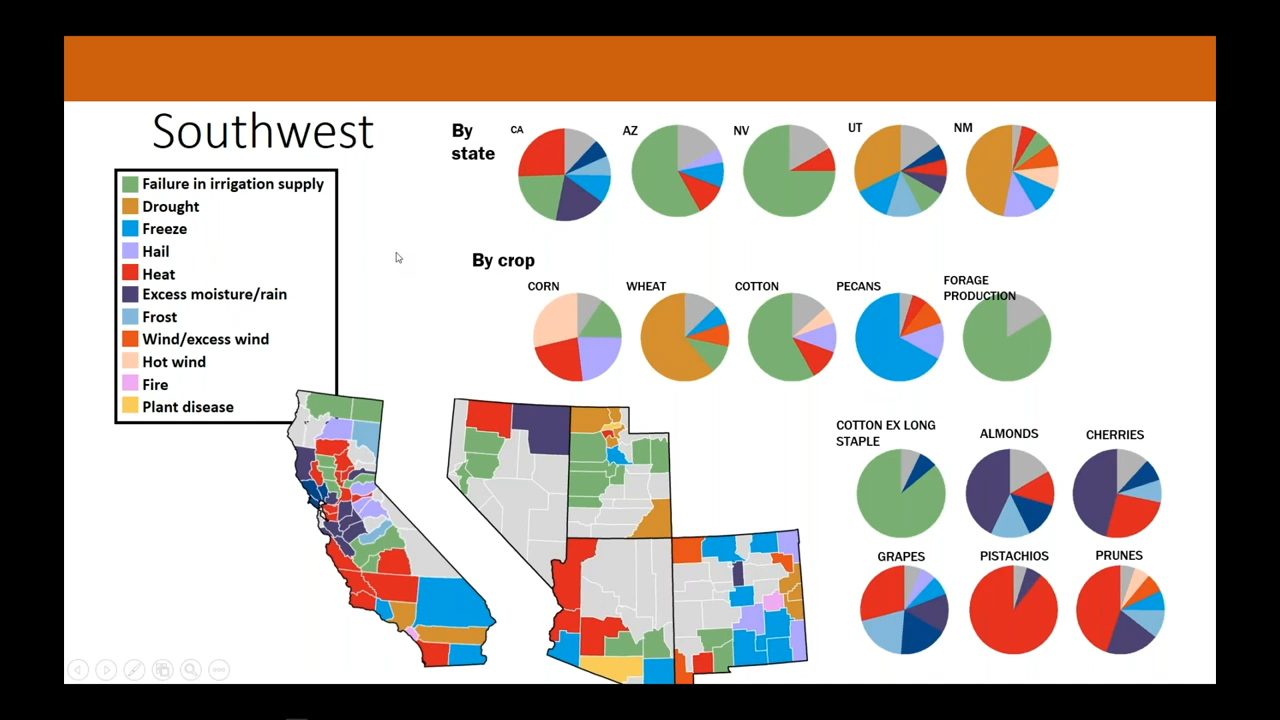 Southwest
Failure in irrigation supply
Drought
Freeze
Hail
Heat
Excess moisture/rain
Frost
Wind/excess wind
Hot wind
Fire
Plant disease
By
state
CA
AZ
NV
UT
NM
By crop
CORN
WHEAT
COTTON
PECANS
FORAGE
PRODUCTION
COTTON EX LONG
STAPLE
ALMONDS
CHERRIES
GRAPES
PISTACHIOS
PRUNES